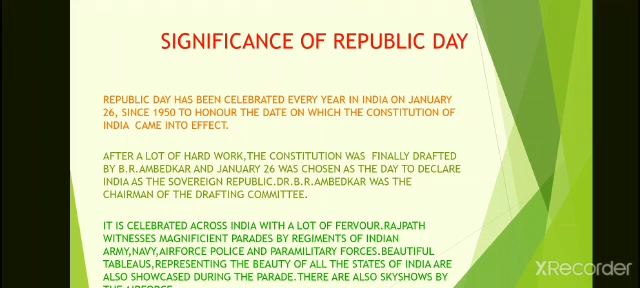 SIGNIFICANCE OF REPUBLIC DAY
REPUBLIC DAY HAS BEEN CELEBRATED EVERY YEAR IN INDIA ON JANUARY
26, SINCE 1950 TO HONOUR THE DATE ON WHICH THE CONSTITUTION OF
INDIA CAME INTO EFFECT.
AFTER A LOT OF HARD WORK,THE CONSTITUTION WAS FINALLY DRAFTED
BY B.R.AMBEDKAR AND JANUARY 26 WAS CHOSEN AS THE DAY TO DECLARE
INDIA AS THE SOVEREIGN REPUBLIC.DR.B.R.AMBEDKAR WAS THE
CHAIRMAN OF THE DRAFTING COMMITTEE.
IT IS CELEBRATED ACROSS INDIA WITH A LOT OF FERVOUR.RAJPATH
WITNESSES MAGNIFICIENT PARADES BY REGIMENTS OF INDIAN
ARMY,NAVY,AIRFORCE POLICE AND PARAMILITARY FORCES.BEAUTIFUL
TABLEAUS,REPRESENTING THE BEAUTY OF ALL THE STATES OF INDIA ARE
ALSO SHOWCASED DURING THE PARADE.THERE ARE ALSO SKYSHOWS BY
THE AIRFORCE
XRecorder